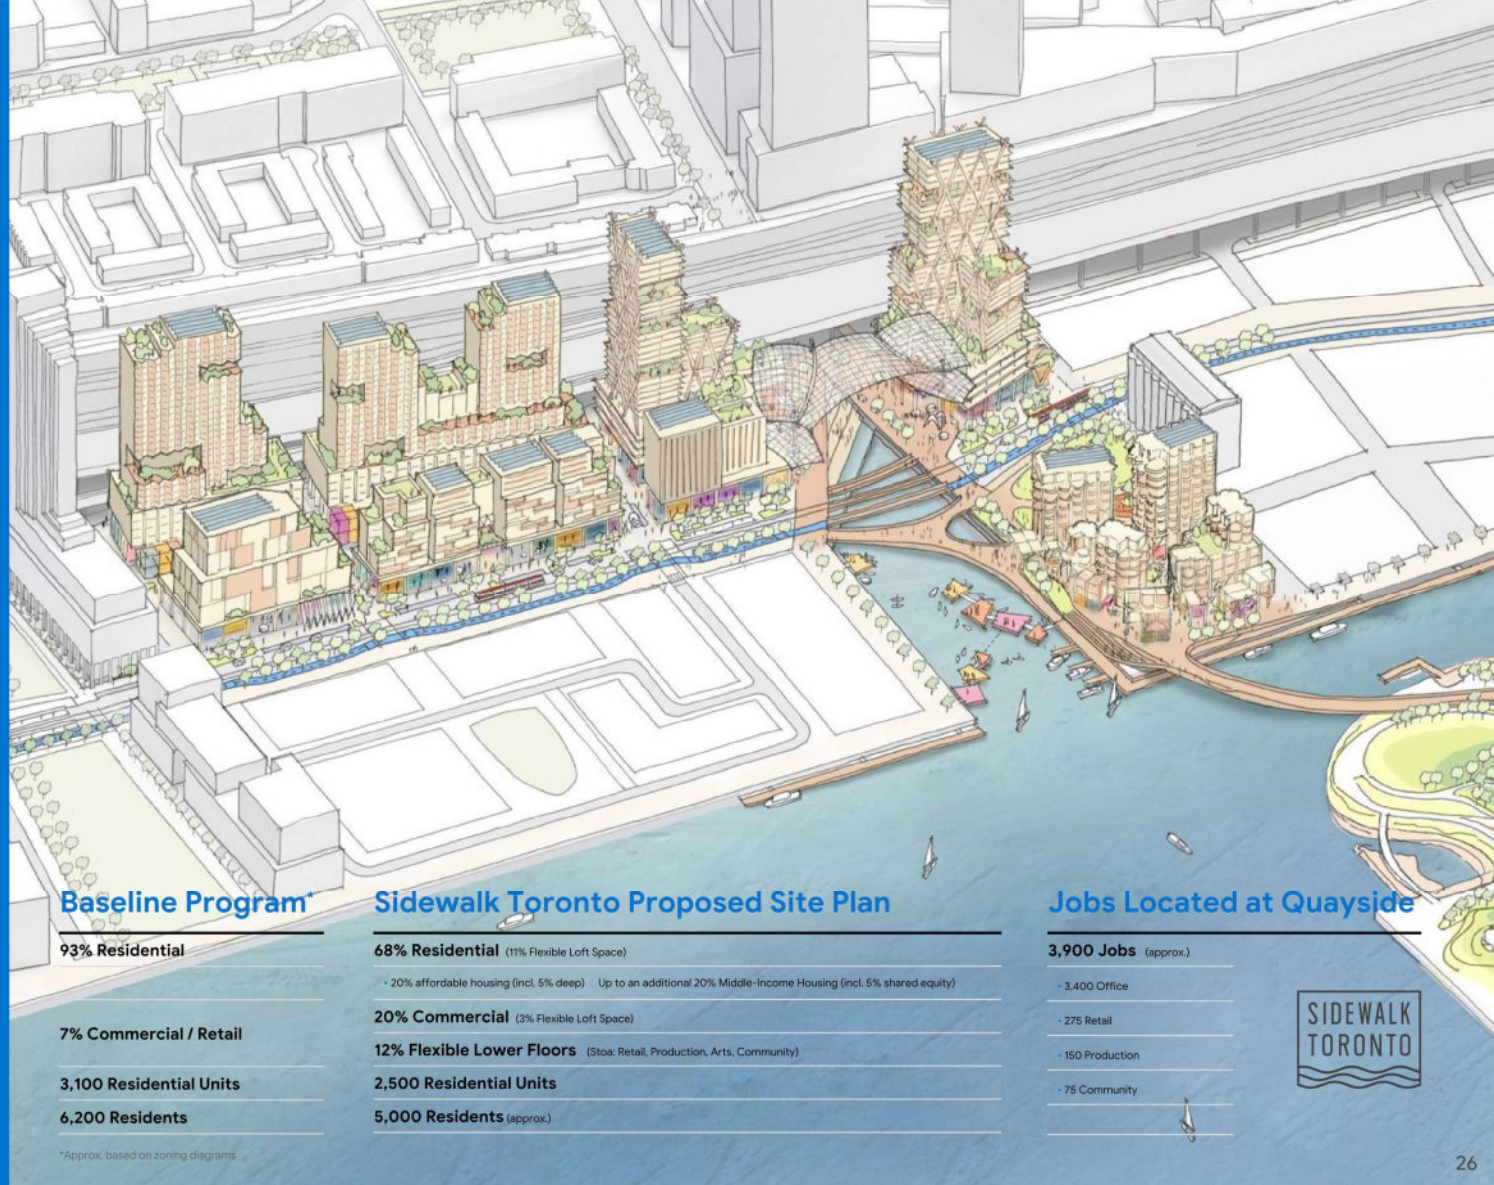 Baseline Program*
93% Residential
7% Commercial / Retail
3,100 Residential Units
6,200 Residents
*Approx. based on zoning diagrams
Sidewalk Toronto Proposed Site Plan
68% Residential (11% Flexible Loft Space)
• 20% affordable housing (incl. 5% deep) Up to an additional 20% Middle-Income Housing (incl. 5% shared equity)
20% Commercial (3% Flexible Loft Space)
12% Flexible Lower Floors (Stoa: Retail, Production, Arts, Community)
2,500 Residential Units
5,000 Residents (approx.)
Jobs Located at Quayside
3,900 Jobs (approx.)
• 3,400 Office
• 275 Retail
• 150 Production
• 75 Community
SIDEWALK
TORONTO
26